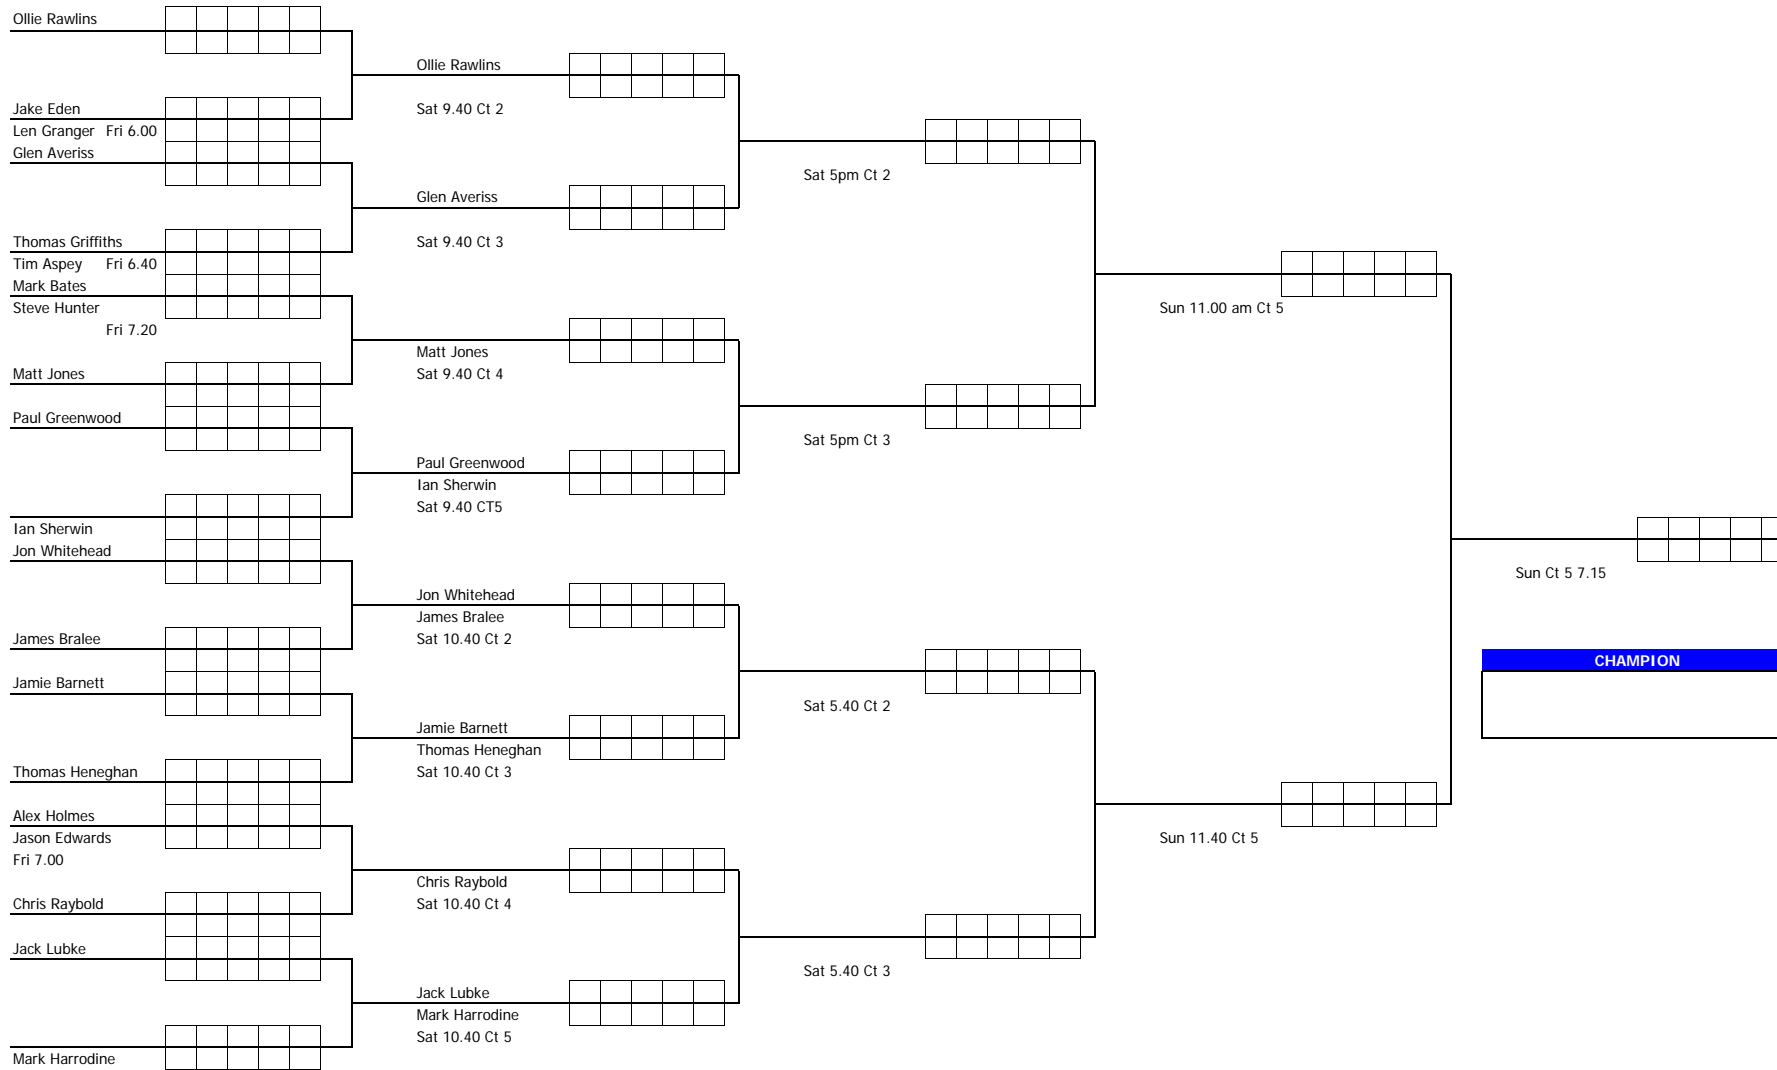 Ollie Rawlins
Jake Eden
Len Granger Fri 6.00
Glen Averiss
Thomas Griffiths
Tim Aspey Fri 6.40
Mark Bates
Steve Hunter
Fri 7.20
Matt Jones
Paul Greenwood
Ian Sherwin
Jon Whitehead
James Bralee
Jamie Barnett
Thomas Heneghan
Alex Holmes
Jason Edwards
Fri 7.00
Chris Raybold
Jack Lubke
Mark Harrodine
Ollie Rawlins
Sat 9.40 Ct 2
Glen Averiss
Sat 9.40 Ct 3
Matt Jones
Sat 9.40 Ct 4
Paul Greenwood
Ian Sherwin
Sat 9.40 CT5
Jon Whitehead
James Bralee
Sat 10.40 Ct 2
Jamie Barnett
Thomas Heneghan
Sat 10.40 Ct 3
Chris Raybold
Sat 10.40 Ct 4
Jack Lubke
Mark Harrodine
Sat 10.40 Ct 5
Sat 5pm Ct 2
Sat 5pm Ct 3
Sat 5.40 Ct 2
Sat 5.40 Ct 3
Sun 11.00 am Ct 5
Sun 11.40 Ct 5
Sun Ct 5 7.15
CHAMPION